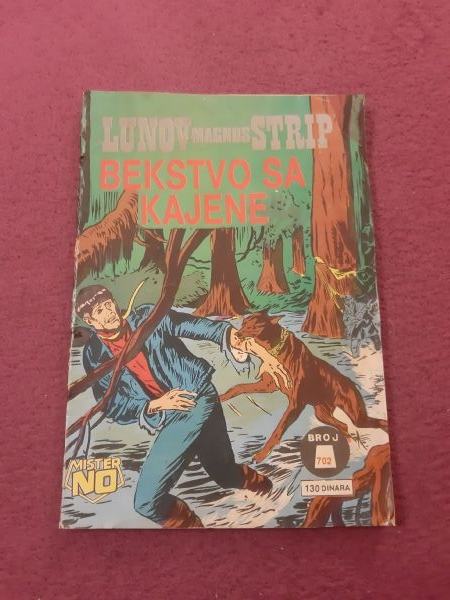 LUNOV MAGNUS STRIP
BEKSTVO SA
KAJENE
MISTER
NO
BROJ
702
130 DINARA